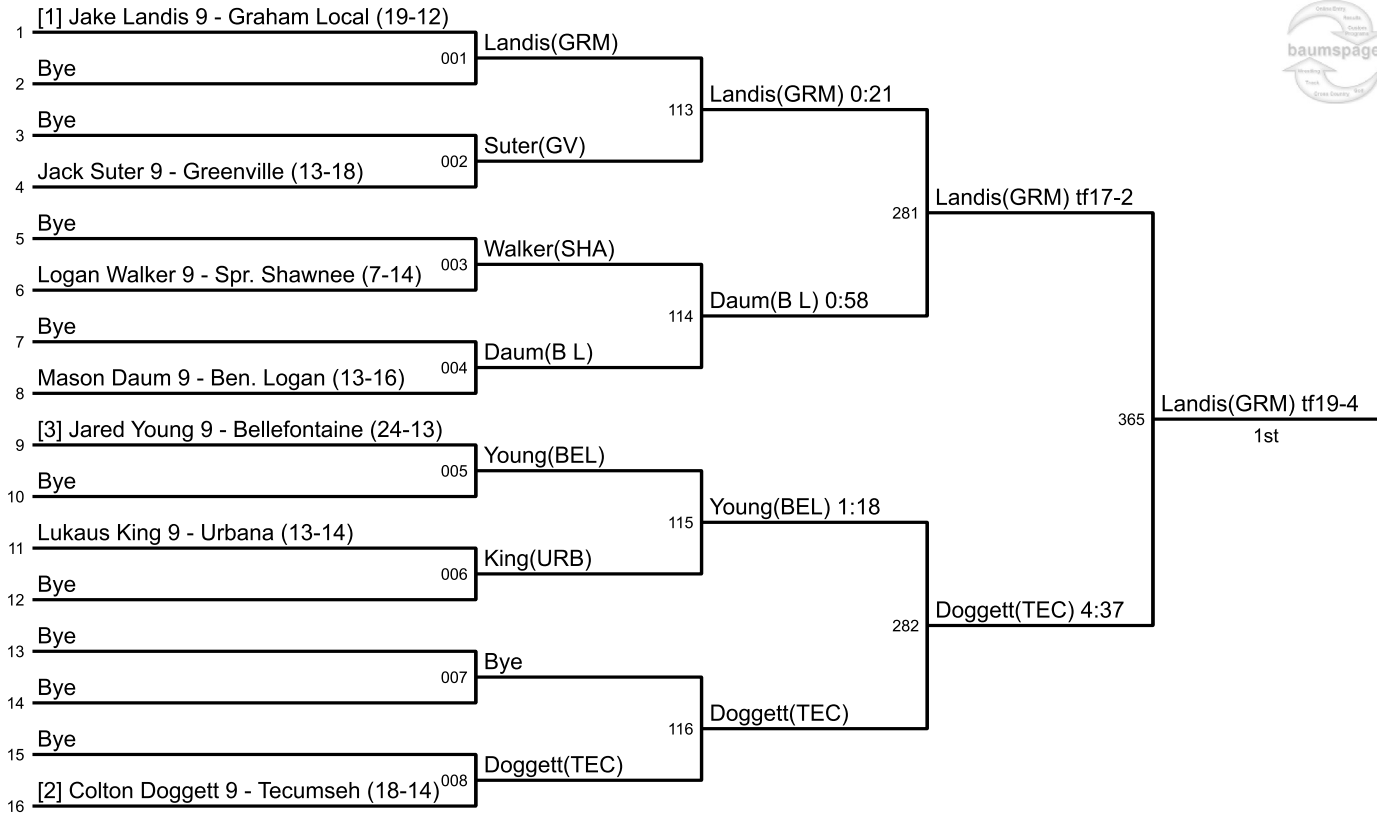 [1] Jake Landis 9 - Graham Local (19-12)
1
001
Landis(GRM)
Bye
2
113
Landis(GRM) 0:21
Bye
3
002
Suter(GV)
Jack Suter 9 - Greenville (13-18)
4
281
Landis(GRM) tf17-2
Bye
5
003
Walker(SHA)
Logan Walker 9 - Spr. Shawnee (7-14)
6
114
Daum(B L) 0:58
Bye
7
004
Daum(B L)
Mason Daum 9 - Ben. Logan (13-16)
8
365
Landis(GRM) tf19-4
1st
[3] Jared Young 9 - Bellefontaine (24-13)
9
005
Young(BEL)
Bye
10
115
Young(BEL) 1:18
Lukaus King 9 - Urbana (13-14)
11
006
King(URB)
Bye
12
282
Doggett(TEC) 4:37
Bye
13
007
Bye
Bye
14
116
Doggett(TEC)
Bye
15
008
Doggett(TEC)
[2] Colton Doggett 9 - Tecumseh (18-14)
16
baumspage